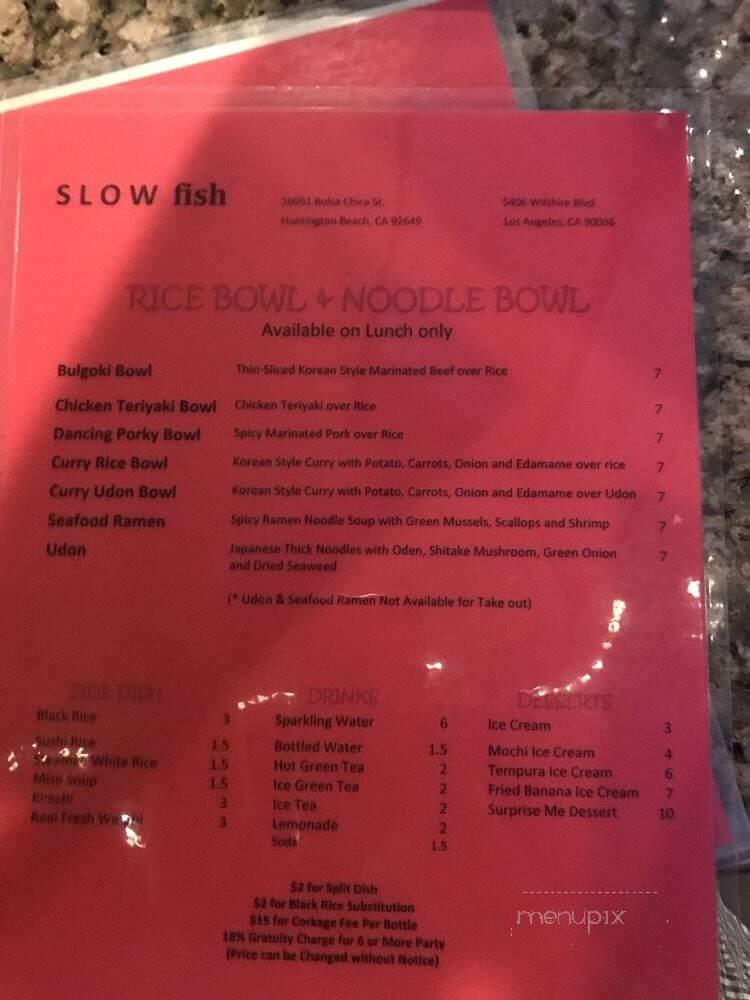 SLOW fish
16051 Bolsa Chica St.
Huntington Beach, CA 92649
5406 Wilshire Blvd.
Los Angeles, CA 90036
RICE BOWL & NOODLE BOWL
Available on Lunch only
Bulgoki Bowl Thin-Sliced Korean Style Marinated Beef over Rice 7
Chicken Teriyaki Bowl Chicken Teriyaki over Rice 7
Dancing Porky Bowl Spicy Marinated Pork over Rice 7
Curry Rice Bowl Korean Style Curry with Potato, Carrots, Onion and Edamame over rice 7
Curry Udon Bowl Korean Style Curry with Potato, Carrots, Onion and Edamame over Udon 7
Seafood Ramen Spicy Ramen Noodle Soup with Green Mussels, Scallops and Shrimp 7
Udon Japanese Thick Noodles with Oden, Shitake Mushroom, Green Onion 7
and Dried Seaweed
(* Udon & Seafood Ramen Not Available for Take out)
SIDE DISH
Black Rice 3
Sushi Rice 1.5
Steamed White Rice 1.5
Miso Soup 1.5
Kimchi 3
Real Fresh Wasabi 3
DRINKS
Sparkling Water 6
Bottled Water 1.5
Hot Green Tea 2
Ice Green Tea 2
Ice Tea 2
Lemonade 2
Soda 1.5
DESSERTS
Ice Cream 3
Mochi Ice Cream 4
Tempura Ice Cream 6
Fried Banana Ice Cream 7
Surprise Me Dessert 10
$2 for Split Dish
$2 for Black Rice Substitution
$15 for Corkage Fee Per Bottle
18% Gratuity Charge for 6 or More Party
(Price can be Changed without Notice)
menupix